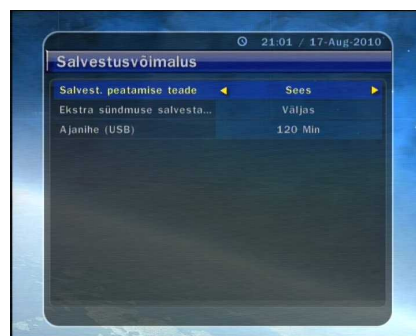 21:01 / 17-Aug-2010
Salvestusvõimalus
Salvest. peatamise teade Sees
Ekstra sündmuse salvesta... Väljas
Ajanihe (USB) 120 Min